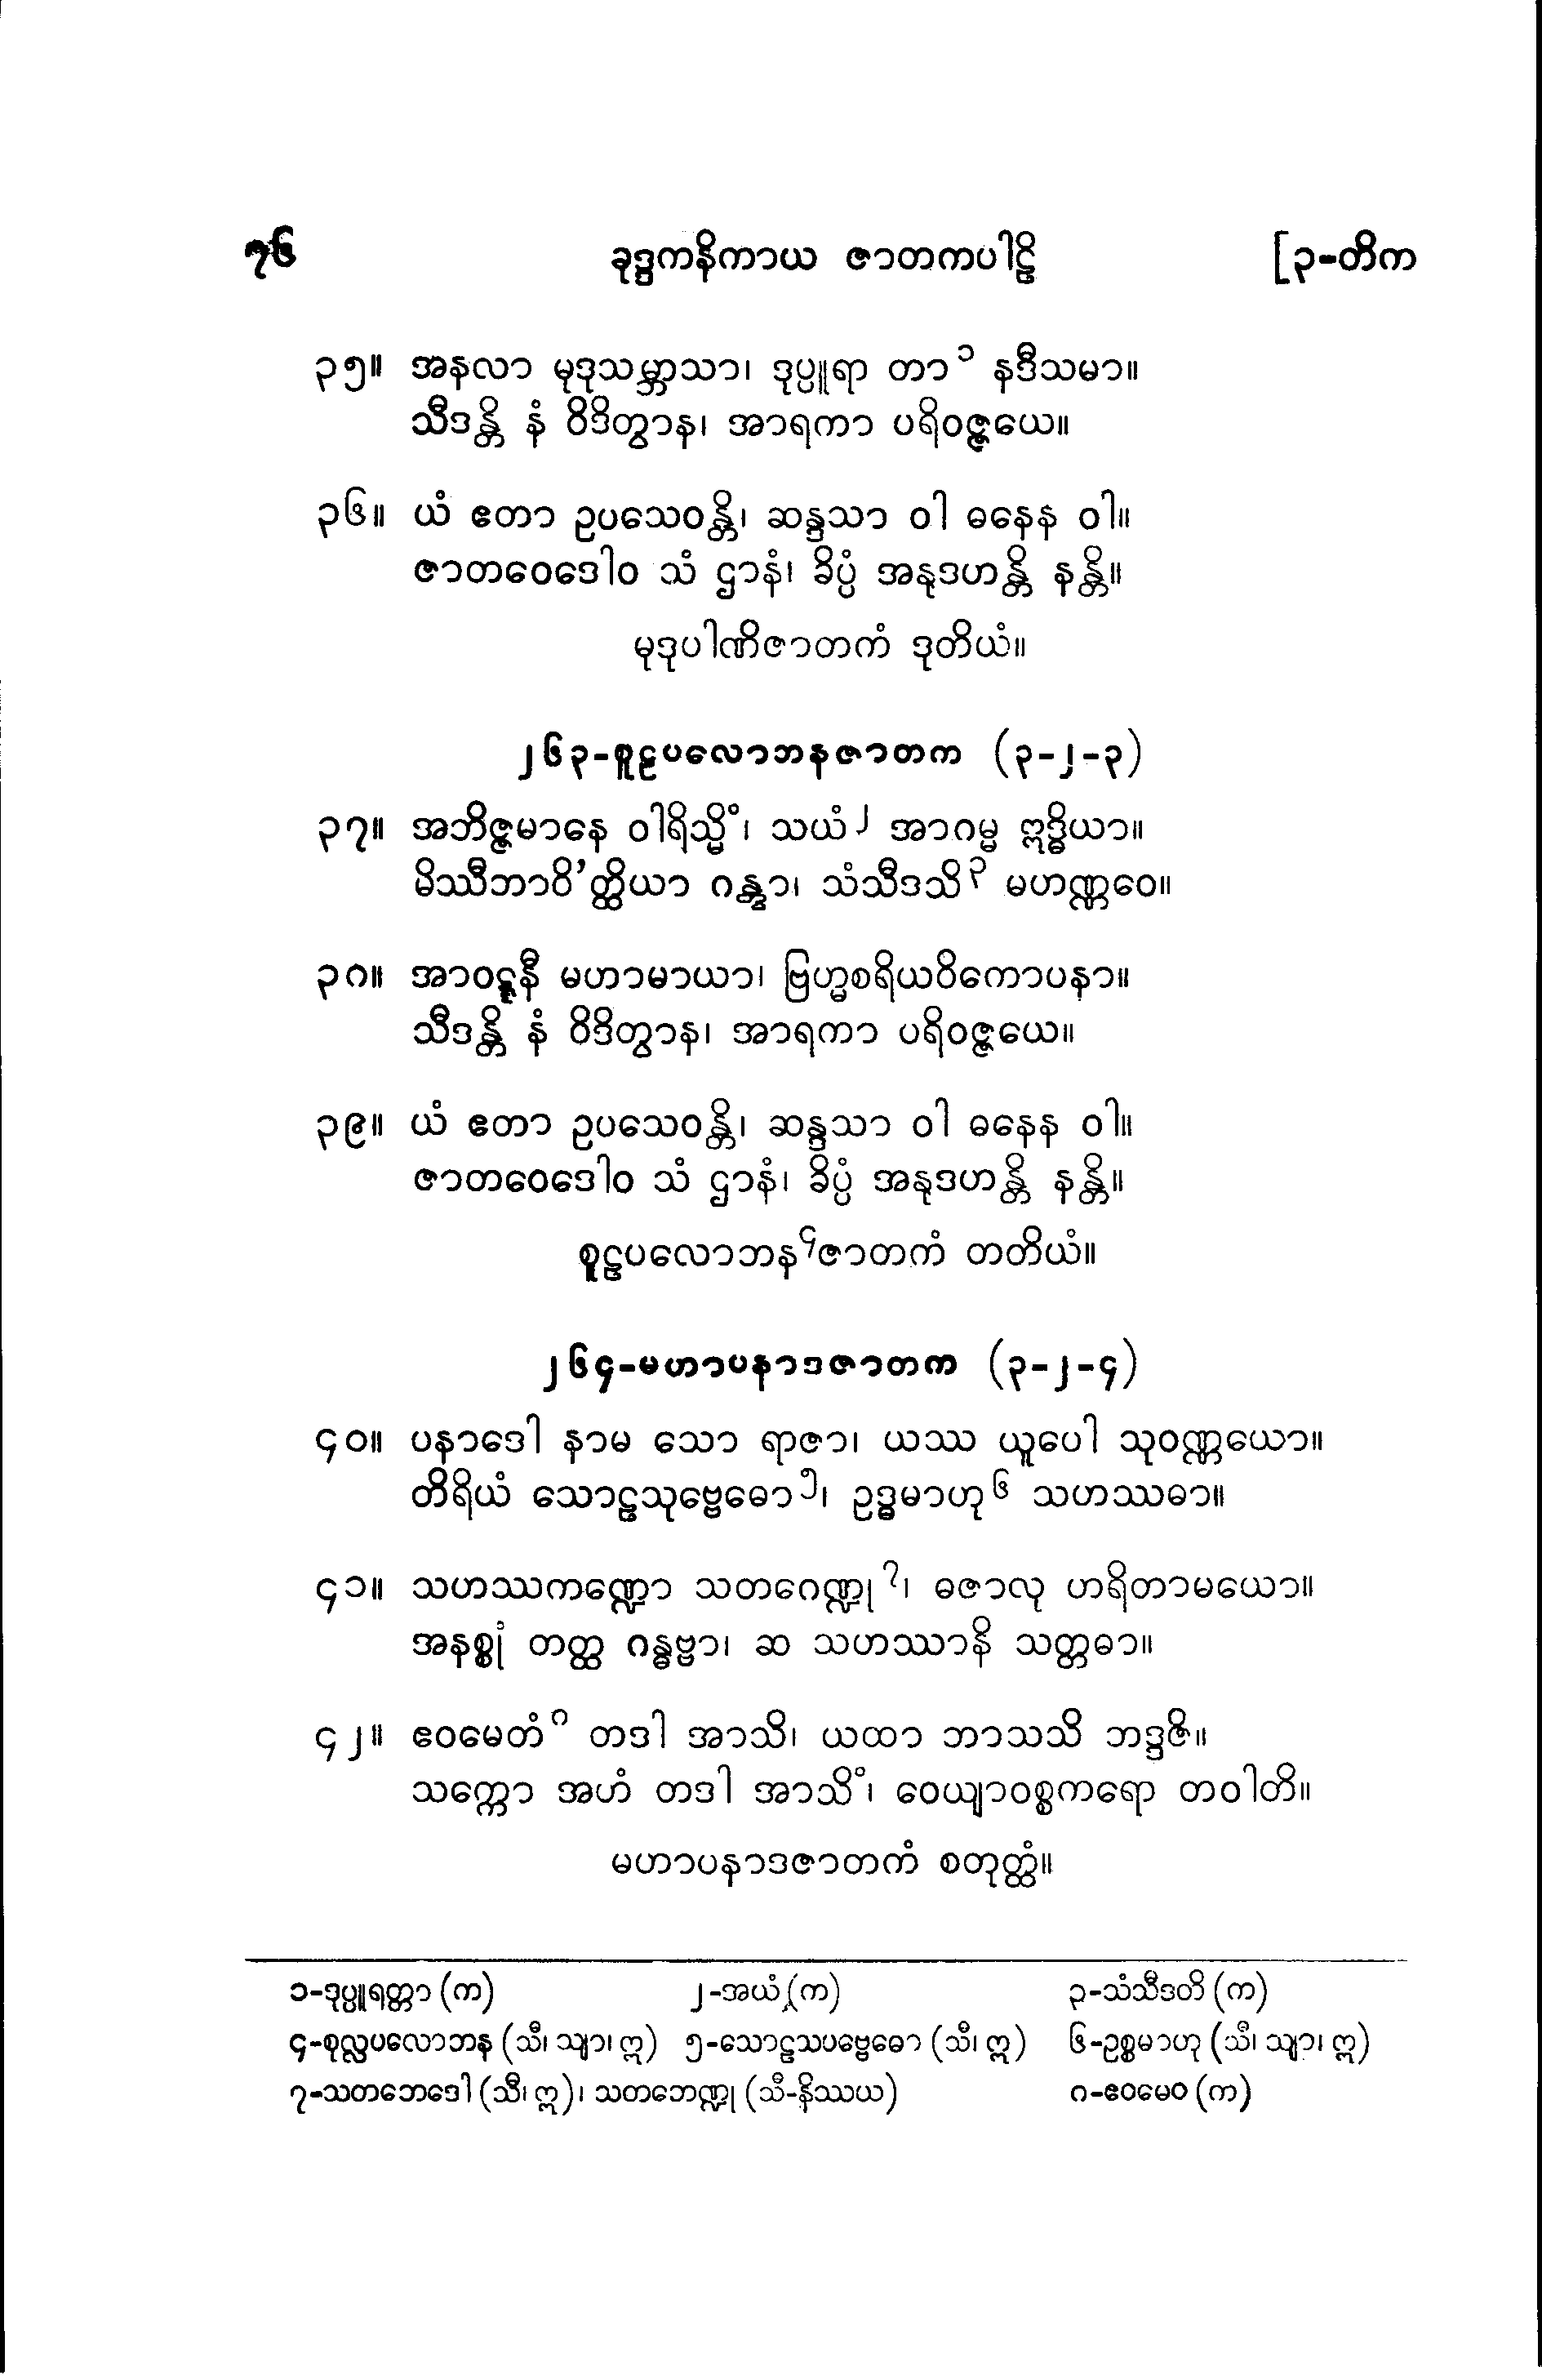 ၇၆ ခုဒ္ဒကနိကာယ ဇာတကပါဠိ [၃-တိက
၃၅။ အနလာ မုဒုသမ္ဘာသာ၊ ဒုပ္ပူရာ တာ၁ နဒီသမာ။
သီဒန္တိ နံ ဝိဒိတွာန၊ အာရကာ ပရိဝဇ္ဇယေ။
၃၆။ ယံ ဧတာ ဥပသေဝန္တိ၊ ဆန္ဒသာ ဝါ ဓနေန ဝါ။
ဇာတဝေဒေါဝ သံ ဌာနံ၊ ခိပ္ပံ အနုဒဟန္တိ နန္တိ။
မုဒုပါဏိဇာတကံ ဒုတိယံ။
၂၆၃-စူဠပလောဘနဇာတက (၃-၂-၃)
၃၇။ အဘိဇ္ဇမာနေ ဝါရိသ္မိံ၊ သယံ၂ အာဂမ္မ ဣဒ္ဓိယာ။
မိဿီဘာဝိ’တ္ထိယာ ဂန္တွာ၊ သံသီဒသိ၃ မဟဏ္ဏဝေ။
၃၈။ အာဝဋ္ဋနီ မဟာမာယာ၊ ဗြဟ္မစရိယဝိကောပနာ။
သီဒန္တိ နံ ဝိဒိတွာန၊ အာရကာ ပရိဝဇ္ဇယေ။
၃၉။ ယံ ဧတာ ဥပသေဝန္တိ၊ ဆန္ဒသာ ဝါ ဓနေန ဝါ။
ဇာတဝေဒေါဝ သံ ဌာနံ၊ ခိပ္ပံ အနုဒဟန္တိ နန္တိ။
စူဠပလောဘန၄ဇာတကံ တတိယံ။
၂၆၄-မဟာပနာဒဇာတက (၃-၂-၄)
၄၀။ ပနာဒေါ နာမ သော ရာဇာ၊ ယဿ ယူပေါ သုဝဏ္ဏယော။
တိရိယံ သောဠသုဗ္ဗေဓော၅၊ ဥဒ္ဓမာဟု၆ သဟဿဓာ။
၄၁။ သဟဿကဏ္ဍော သတဂေဏ္ဍု၇၊ ဓဇာလု ဟရိတာမယော။
အနစ္စုံ တတ္ထ ဂန္ဓဗ္ဗာ၊ ဆ သဟဿာနိ သတ္တဓာ။
၄၂။ ဧဝမေတံ၈ တဒါ အာသိ၊ ယထာ ဘာသသိ ဘဒ္ဒဇိ။
သက္ကော အဟံ တဒါ အာသိံ၊ ဝေယျာဝစ္စကရော တဝါတိ။
မဟာပနာဒဇာတကံ စတုတ္ထံ။
၁-ဒုပ္ပူရတ္တာ (က) ၂-အယံ (က) ၃-သံသီဒတိ (က)
၄-စုလ္လပလောဘန (သီ၊ သျာ၊ ဣ) ၅-သောဠသပဗ္ဗေဓော (သီ၊ ဣ) ၆-ဥစ္စမာဟု (သီ၊ သျာ၊ ဣ)
၇-သတဘေဒေါ (သီ၊ ဣ)၊ သတဘေဏ္ဍု (သီ-နိဿယ) ၈-ဧဝမေဝ (က)